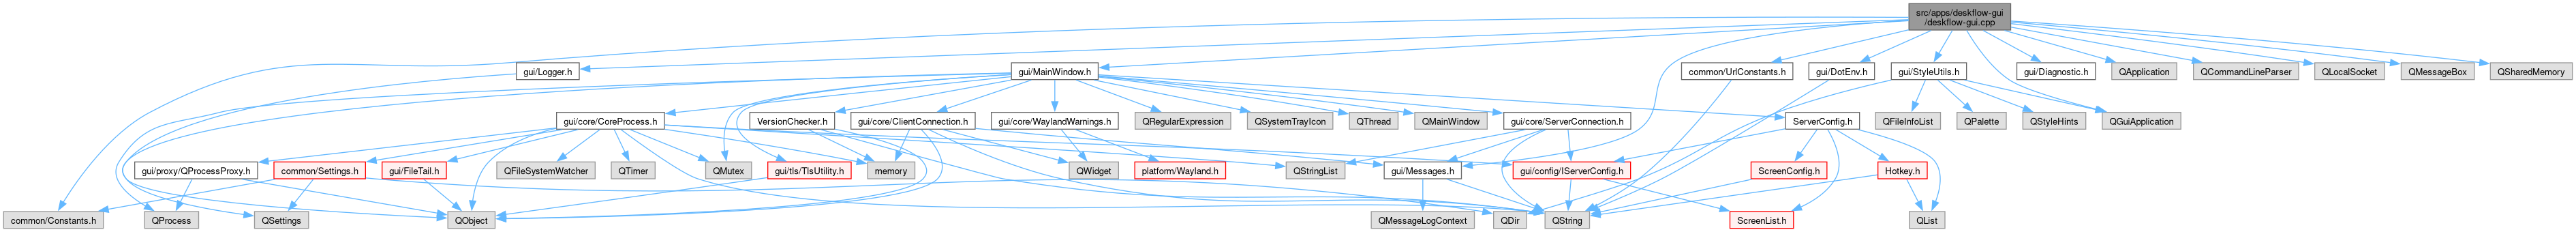 src/apps/deskflow-gui
/deskflow-gui.cpp
gui/Logger.h
gui/MainWindow.h
common/UrlConstants.h
gui/DotEnv.h
gui/StyleUtils.h
gui/Diagnostic.h
QApplication
QCommandLineParser
QLocalSocket
QMessageBox
QSharedMemory
gui/core/CoreProcess.h
VersionChecker.h
gui/core/ClientConnection.h
gui/core/WaylandWarnings.h
QRegularExpression
QSystemTrayIcon
QThread
QMainWindow
gui/core/ServerConnection.h
ServerConfig.h
QFileInfoList
QPalette
QStyleHints
QGuiApplication
gui/proxy/QProcessProxy.h
common/Settings.h
gui/FileTail.h
QFileSystemWatcher
QTimer
QMutex
gui/tls/TlsUtility.h
memory
QWidget
platform/Wayland.h
QStringList
gui/Messages.h
gui/config/IServerConfig.h
ScreenConfig.h
Hotkey.h
common/Constants.h
QProcess
QSettings
QObject
QMessageLogContext
QDir
QString
ScreenList.h
QList